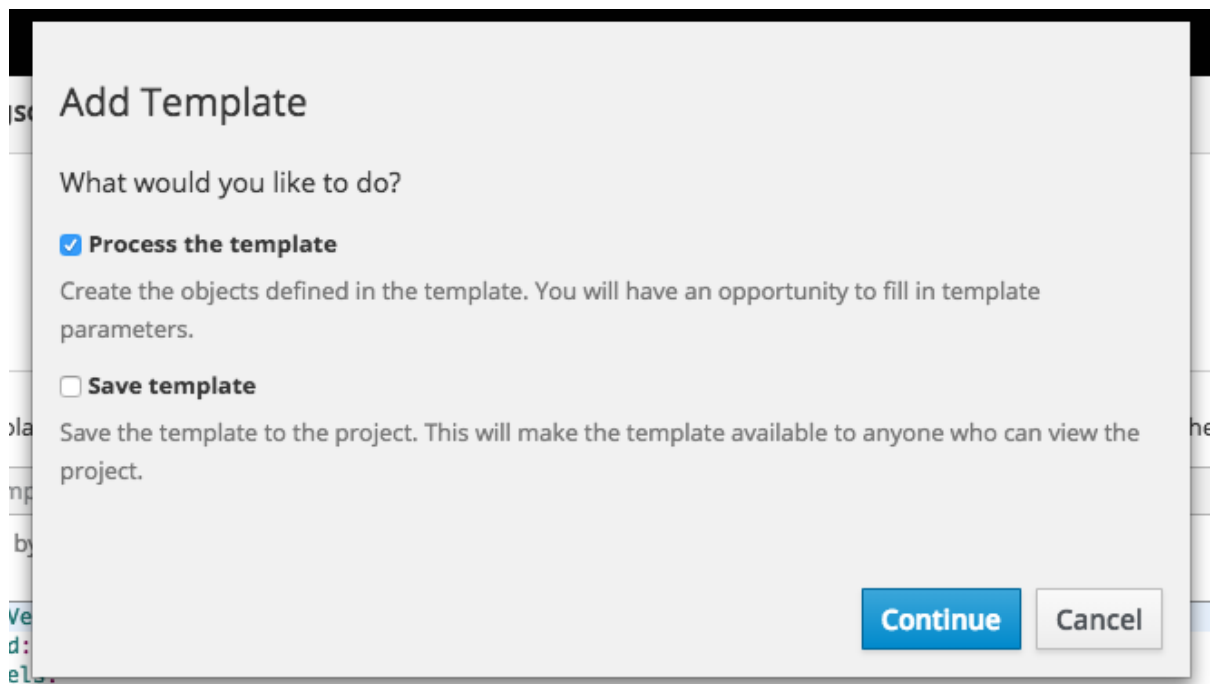 Add Template
What would you like to do?
Process the template
Create the objects defined in the template. You will have an opportunity to fill in template
parameters.
Save template
Save the template to the project. This will make the template available to anyone who can view the
project.
by
Continue
Cancel